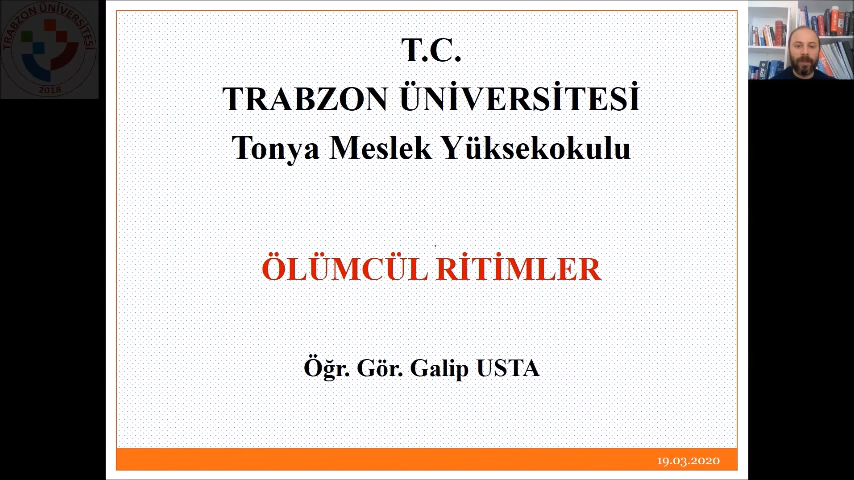 TRABZON ÜNİVERSİTESİ
2018
T.C.
TRABZON ÜNİVERSİTESİ
Tonya Meslek Yüksekokulu
ÖLÜMCÜL RİTİMLER
Öğr. Gör. Galip USTA
19.03.2020